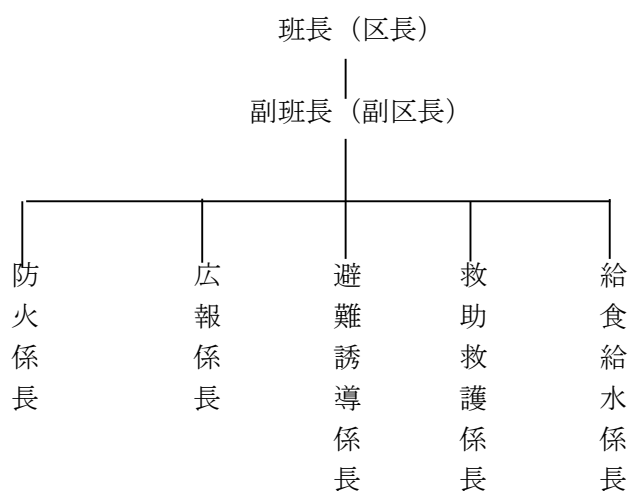 班長（区長）
副班長（副区長）
防火係長
広報係長
避難誘導係長
救助救護係長
給食給水係長